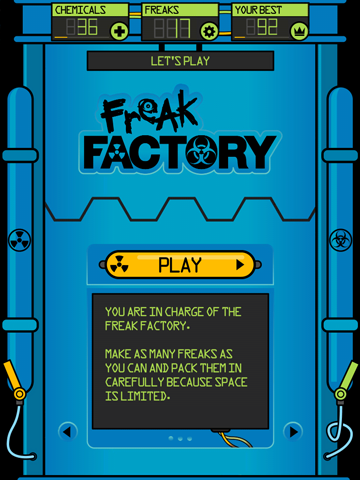 CHEMICALS FREAKS YOUR BEST
36 17 92
LET'S PLAY
FREAK
FACTORY
PLAY
YOU ARE IN CHARGE OF THE
FREAK FACTORY.
MAKE AS MANY FREAKS AS
YOU CAN AND PACK THEM IN
CAREFULLY BECAUSE SPACE
IS LIMITED.